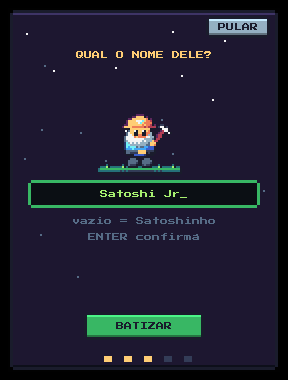 PULAR
QUAL O NOME DELE?
Satoshi Jr_
vazio = Satoshinho
ENTER confirma
BATIZAR